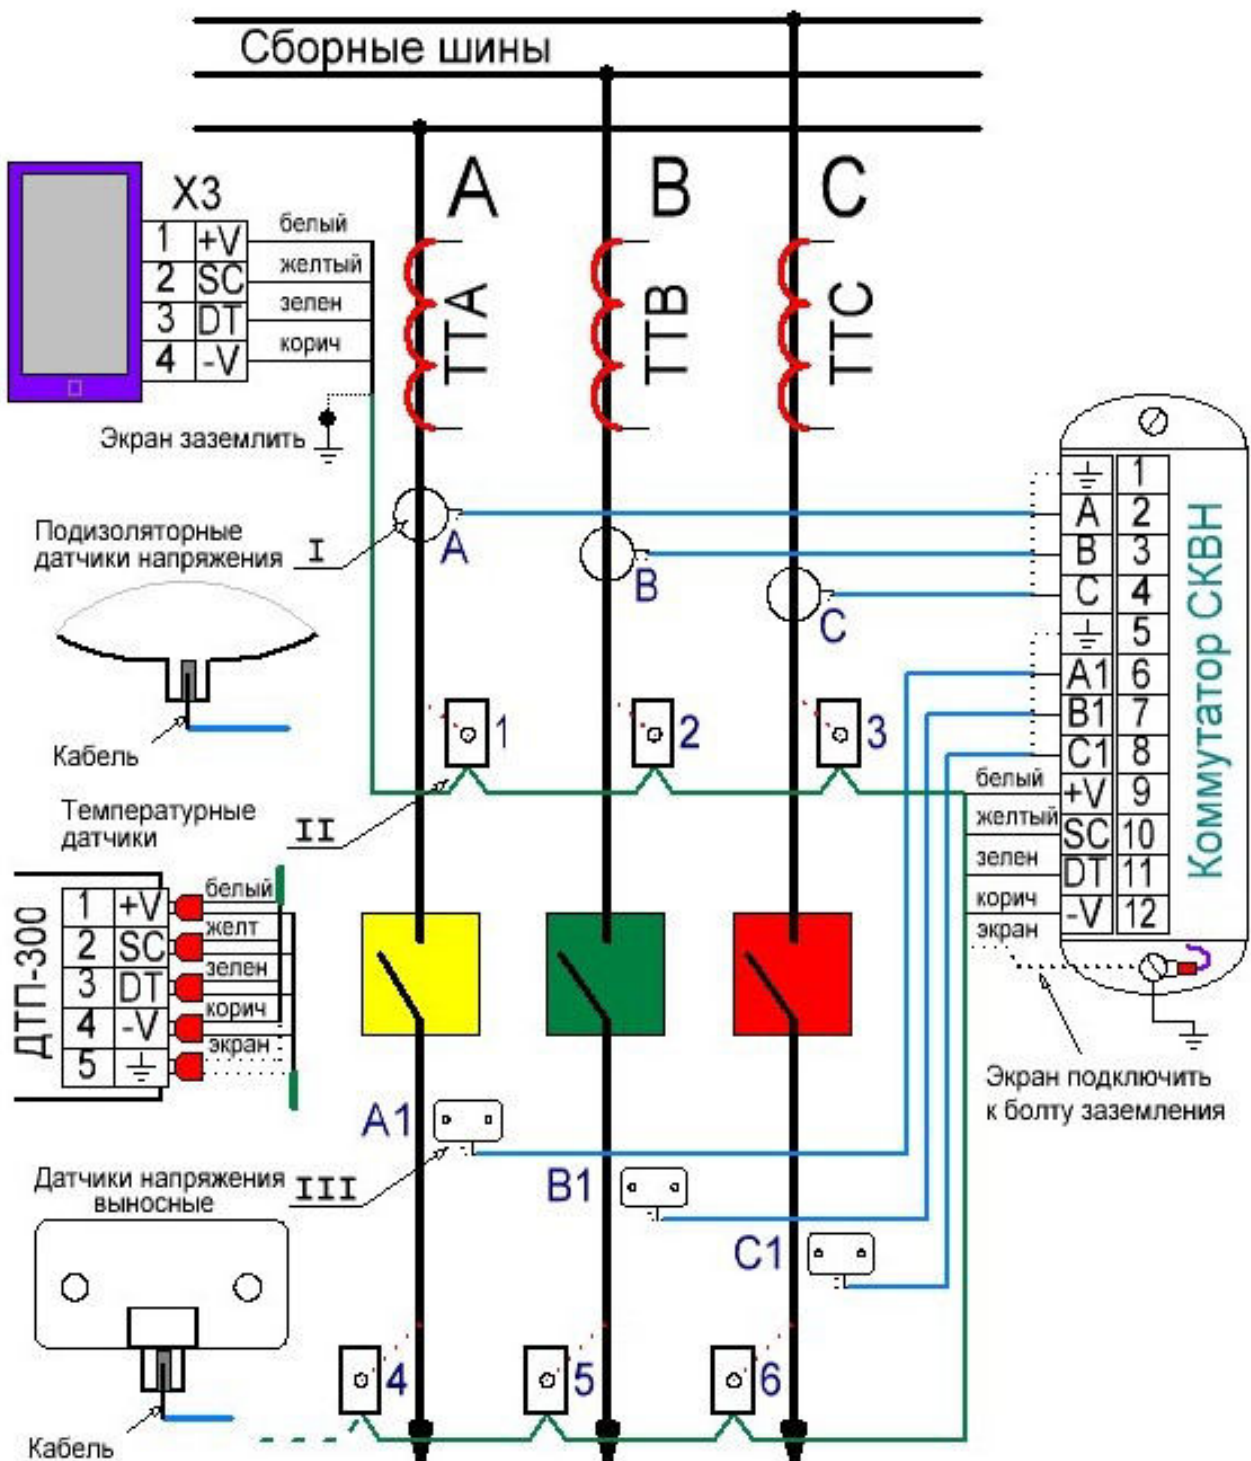 Сборные шины
A
B
C
X3
1 +V белый
2 SC желтый
3 DT зелен
4 -V корич
TTA
TTB
TTC
Экран заземлить
Подизоляторные
датчики напряжения
I
A
B
C
Кабель
1
2
3
Температурные
датчики
II
Коммутатор СКВН
1
A 2
B 3
C 4
5
A1 6
B1 7
C1 8
белый +V 9
желтый SC 10
зелен DT 11
корич -V 12
экран
ДТП-300
1 +V белый
2 SC желт
3 DT зелен
4 -V корич
5 экран
Экран подключить
к болту заземления
A1
B1
C1
Датчики напряжения
выносные
III
4
5
6
Кабель